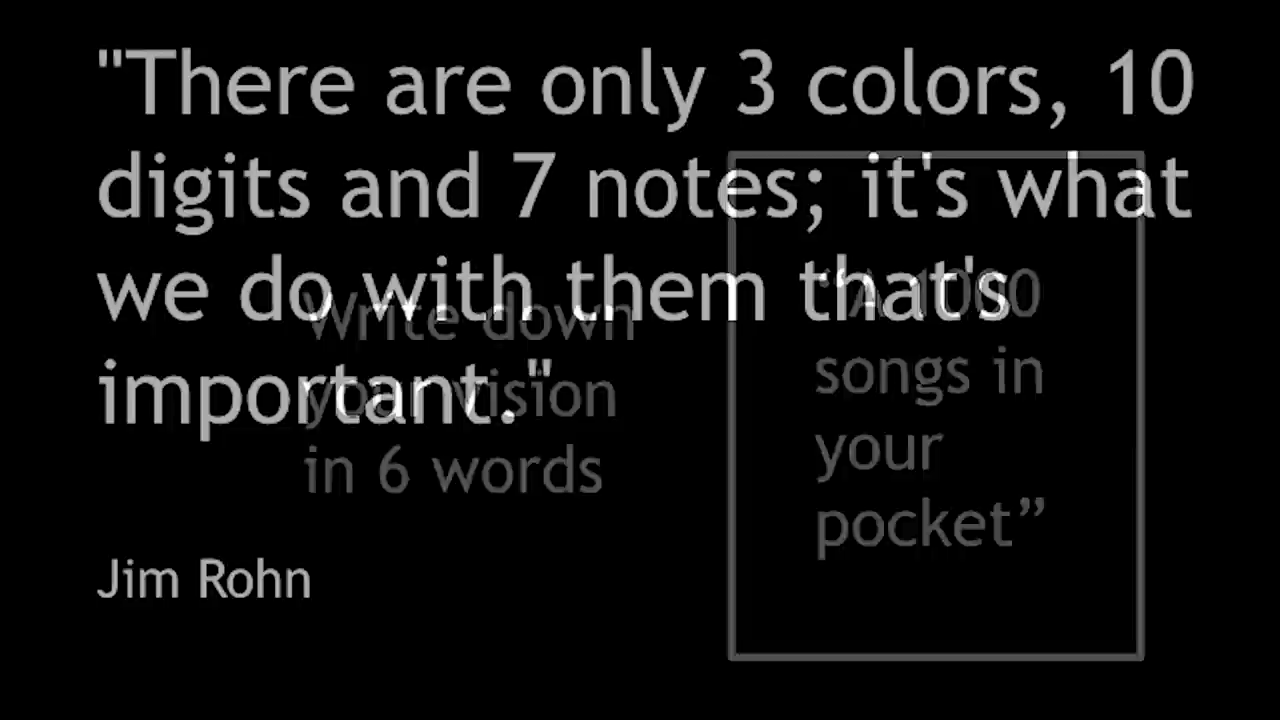 "There are only 3 colors, 10
digits and 7 notes; it's what
we do with them that's
important."
Jim Rohn
Write down
your vision
in 6 words
“A 1000
songs in
your
pocket”